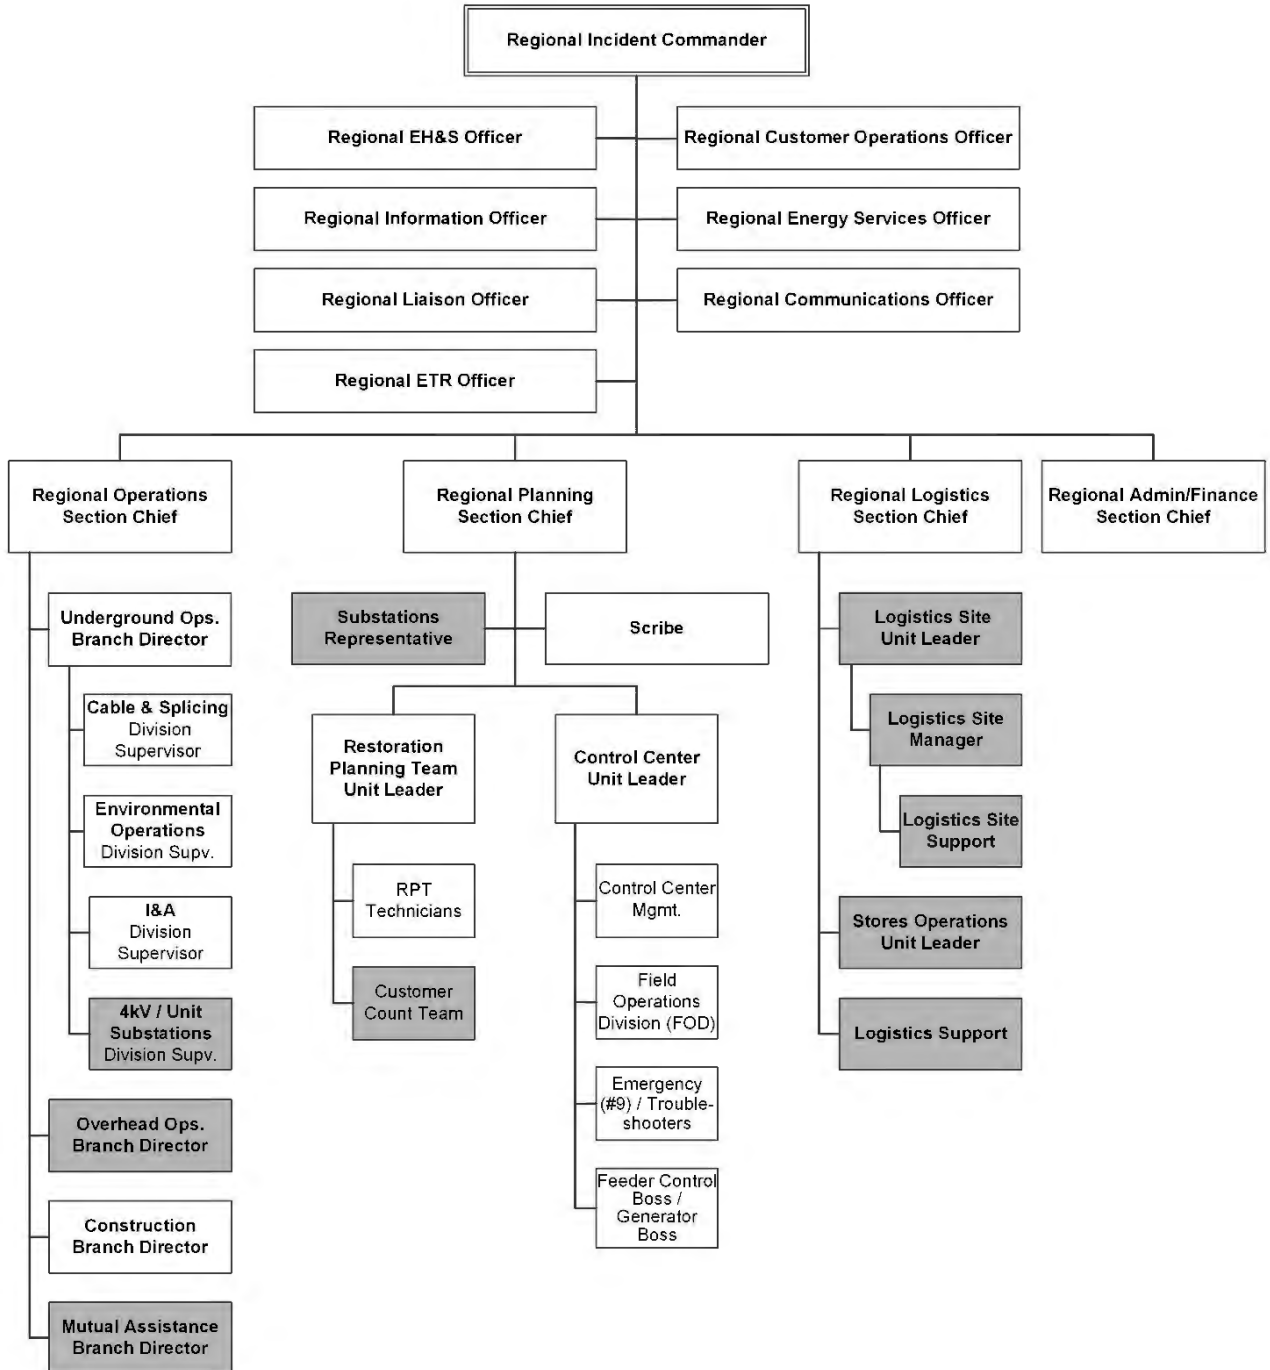 Regional Incident Commander
Regional EH&S Officer
Regional Customer Operations Officer
Regional Information Officer
Regional Energy Services Officer
Regional Liaison Officer
Regional Communications Officer
Regional ETR Officer
Regional Operations
Section Chief
Regional Planning
Section Chief
Regional Logistics
Section Chief
Regional Admin/Finance
Section Chief
Underground Ops.
Branch Director
Cable & Splicing
Division
Supervisor
Environmental
Operations
Division Supv.
I&A
Division
Supervisor
4kV / Unit
Substations
Division Supv.
Overhead Ops.
Branch Director
Construction
Branch Director
Mutual Assistance
Branch Director
Substations
Representative
Scribe
Restoration
Planning Team
Unit Leader
RPT
Technicians
Customer
Count Team
Control Center
Unit Leader
Control Center
Mgmt.
Field
Operations
Division (FOD)
Emergency
(#9) / Trouble-
shooters
Feeder Control
Boss /
Generator
Boss
Logistics Site
Unit Leader
Logistics Site
Manager
Logistics Site
Support
Stores Operations
Unit Leader
Logistics Support